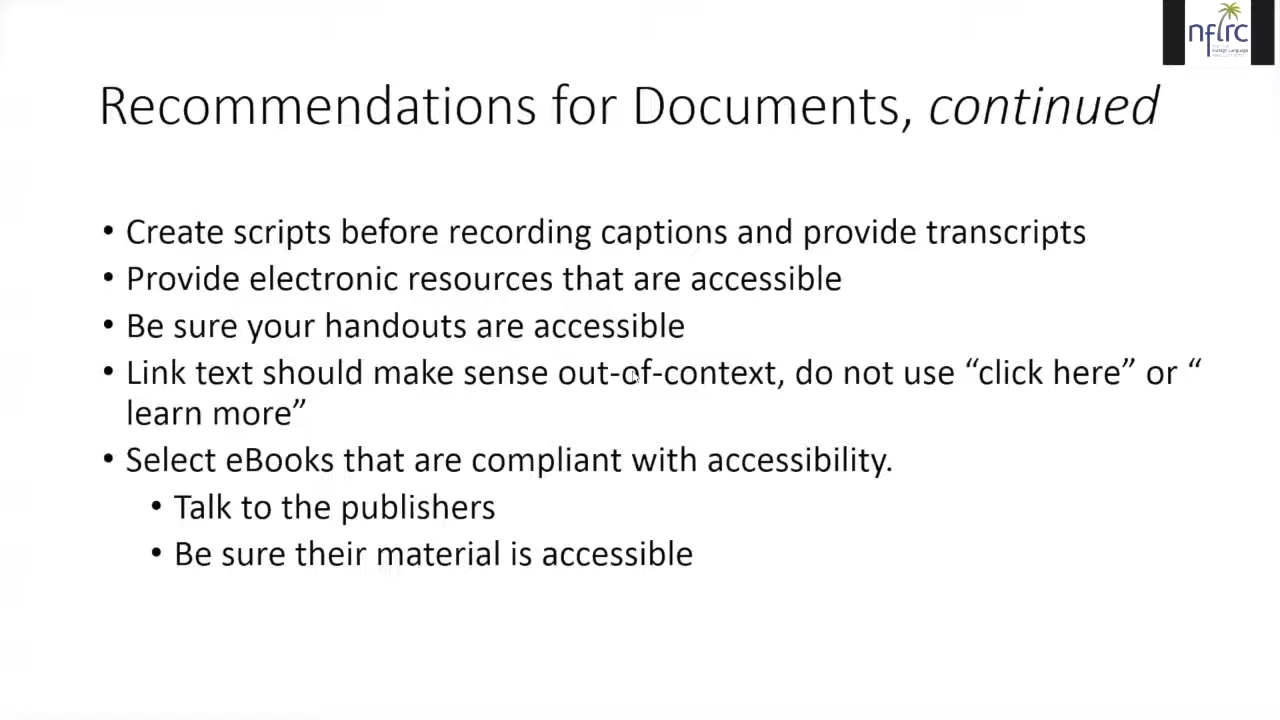 nflrc
Recommendations for Documents, continued
• Create scripts before recording captions and provide transcripts
• Provide electronic resources that are accessible
• Be sure your handouts are accessible
• Link text should make sense out-of-context, do not use “click here” or “
learn more”
• Select eBooks that are compliant with accessibility.
• Talk to the publishers
• Be sure their material is accessible